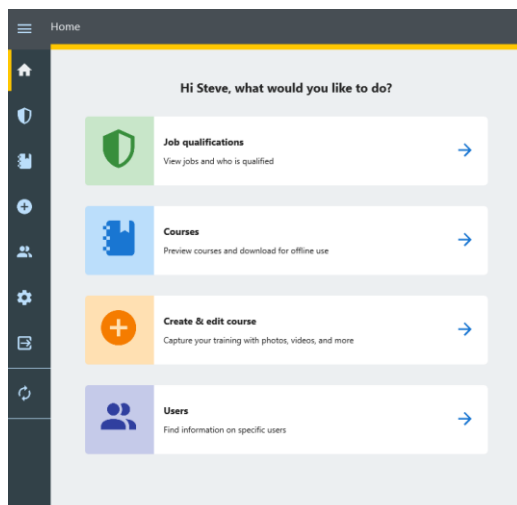 Home
Hi Steve, what would you like to do?
Job qualifications
View jobs and who is qualified
Courses
Preview courses and download for offline use
Create & edit course
Capture your training with photos, videos, and more
Users
Find information on specific users